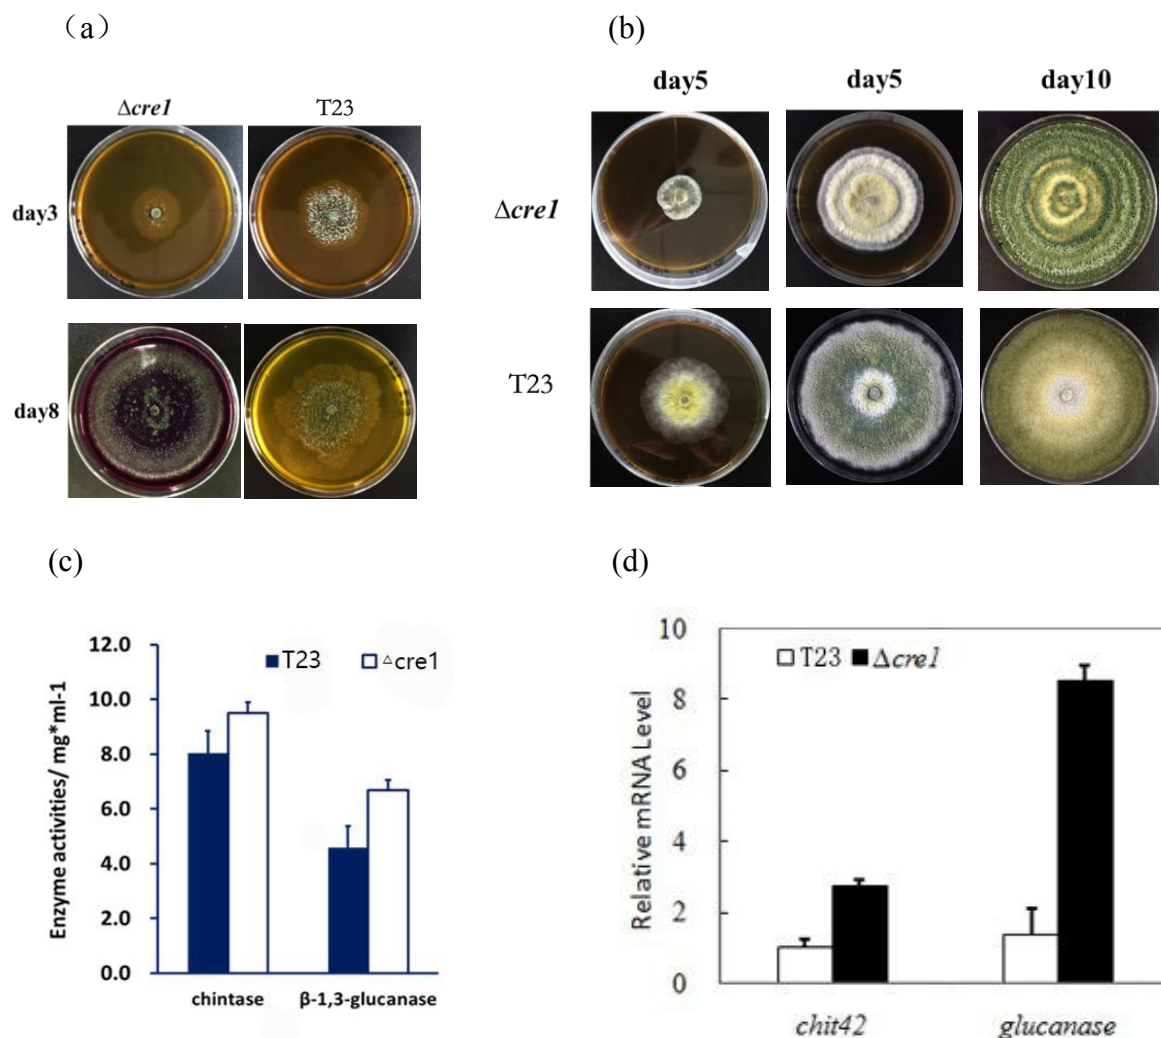 （a）
(b)
Δcre1 T23
day3
day8
day5 day5 day10
Δcre1
T23
(c)
(d)
Enzyme activities/ mg*ml-1
12.0
10.0
8.0
6.0
4.0
2.0
0.0
T23 △cre1
chintase β-1,3-glucanase
Relative mRNA Level
10
8
6
4
2
0
T23 Δcre1
chit42 glucanase